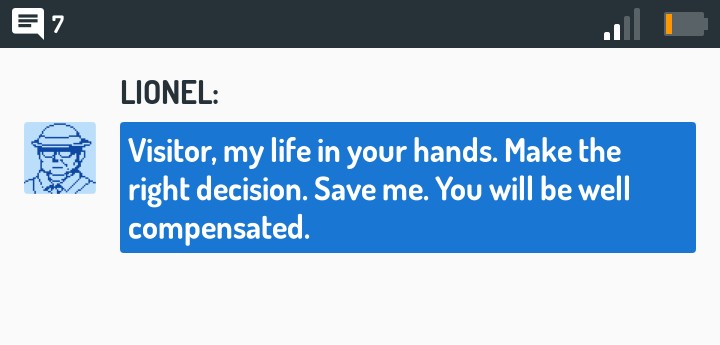 7
LIONEL:
Visitor, my life in your hands. Make the
right decision. Save me. You will be well
compensated.